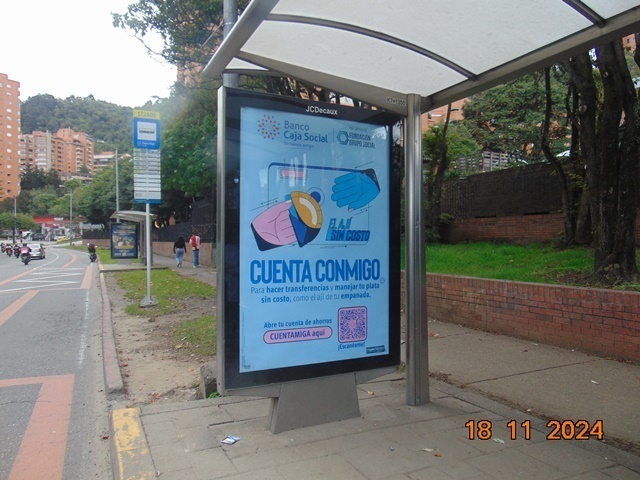 JCDecaux
Banco
Caja Social
FUNDACIÓN
GRUPO SOCIAL
EL AJÍ
SIN COSTO
CUENTA CONMIGO
Para hacer transferencias y manejar tu plata
sin costo, como el ají de tu empanada.
Abre tu cuenta de ahorros
CUENTAMIGA aquí
¡Escanéame!
18 11 2024